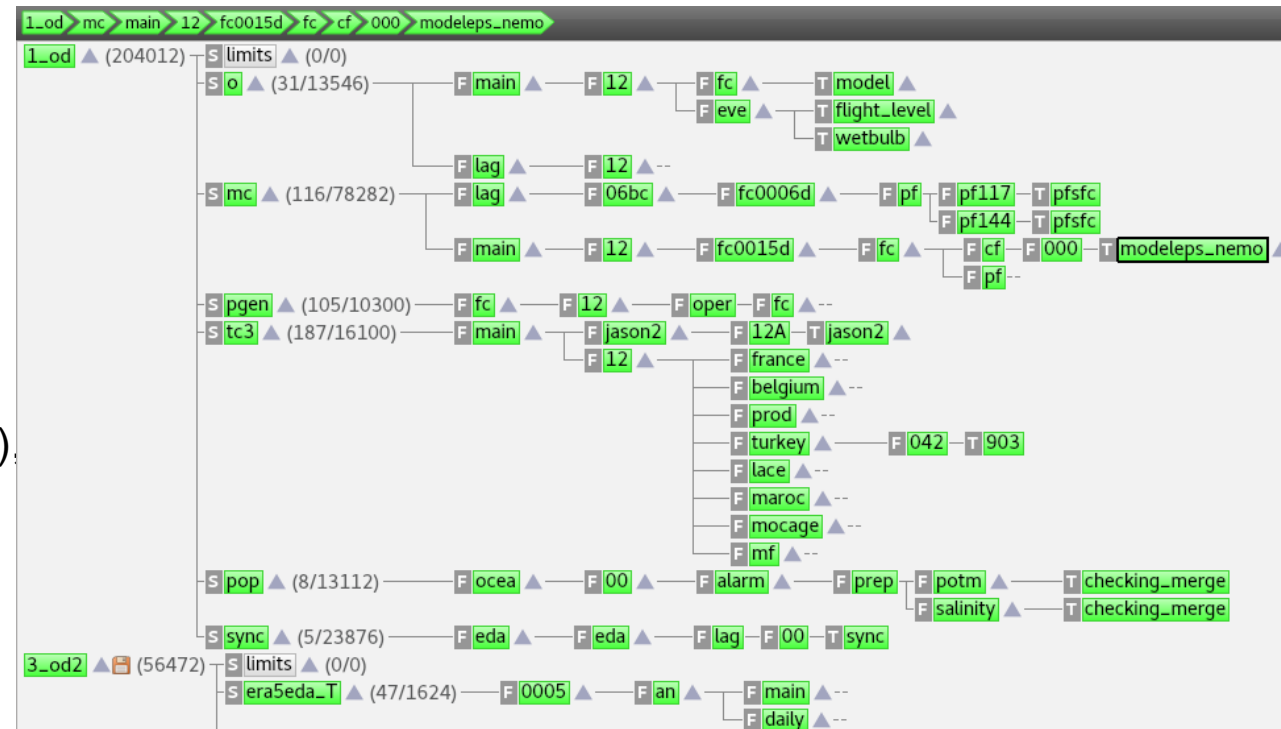 1_od mc main 12 fc0015d fc cf 000 modeleps_nemo
1_od (204012) S limits (0/0)
S o (31/13546) F main F 12 F fc T model
F eve T flight_level
T wetbulb
F lag F 12 --
S mc (116/78282) F lag F 06bc F fc0006d F pf F pf117 T pfsfc
F pf144 T pfsfc
F main F 12 F fc0015d F fc F cf F 000 T modeleps_nemo
F pf --
S pgen (105/10300) F fc F 12 F oper F fc --
S tc3 (187/16100) F main F jason2 F 12A T jason2
F 12 F france --
F belgium --
F prod --
),
F turkey F 042 T 903
F lace --
F maroc --
F mocage --
F mf --
S pop (8/13112) F ocea F 00 F alarm F prep F potm T checking_merge
F salinity T checking_merge
S sync (5/23876) F eda F eda F lag F 00 T sync
3_od2 (56472) S limits (0/0)
S era5eda_T (47/1624) F 0005 F an F main --
F daily --